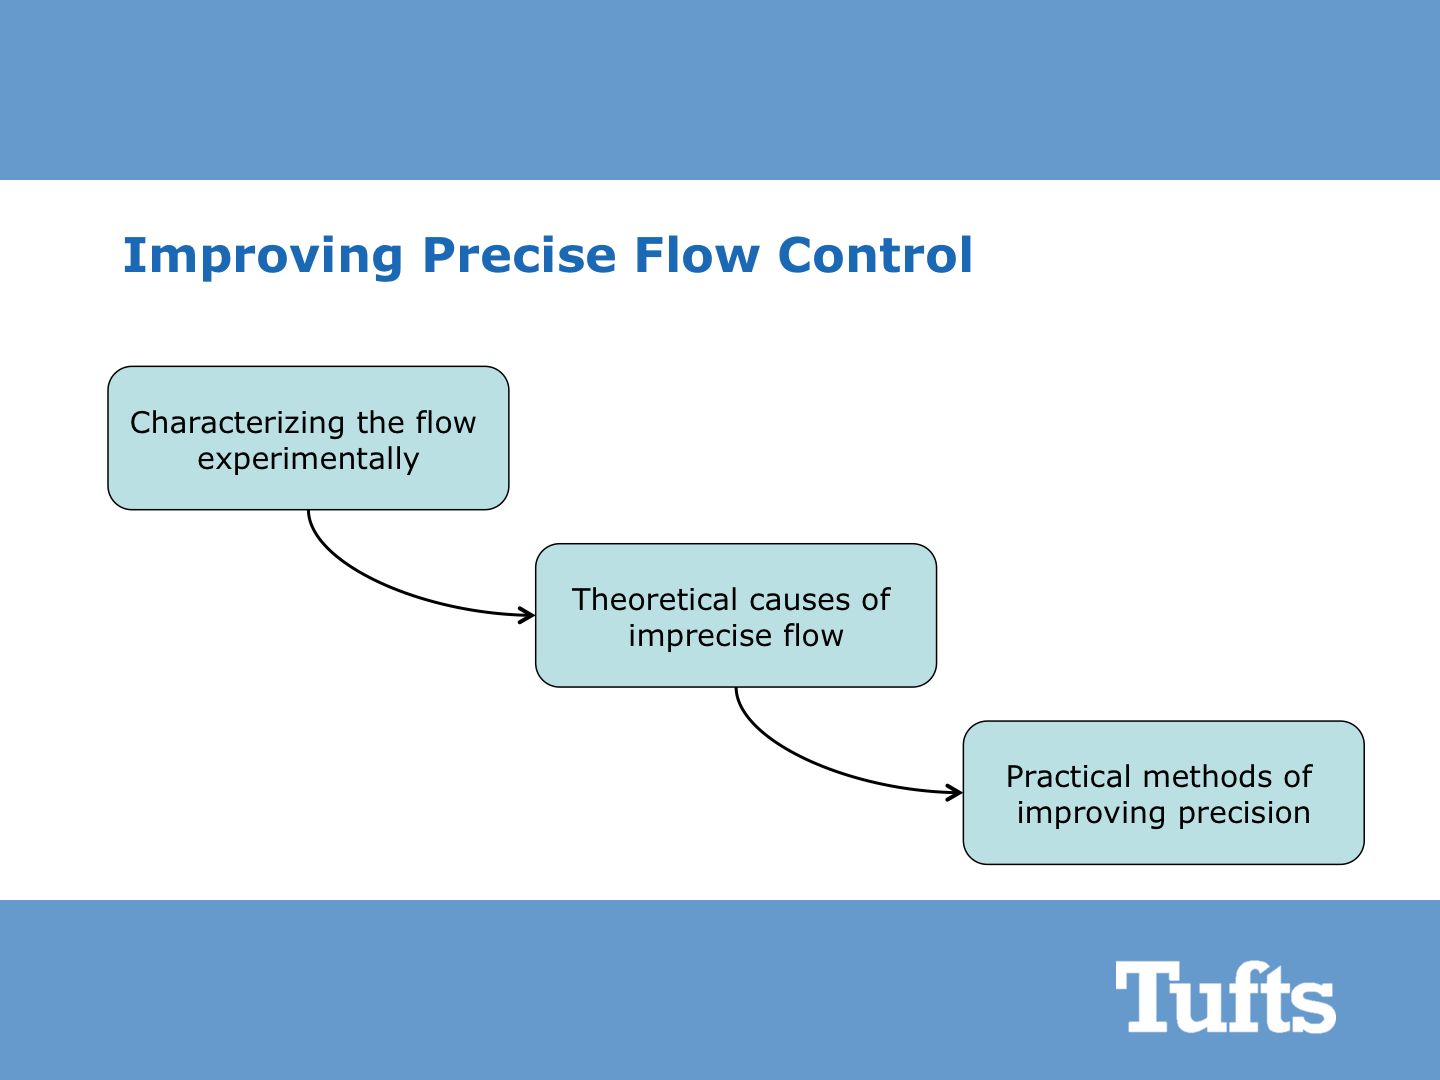 Improving Precise Flow Control
Characterizing the flow
experimentally
Theoretical causes of
imprecise flow
Practical methods of
improving precision
Tufts